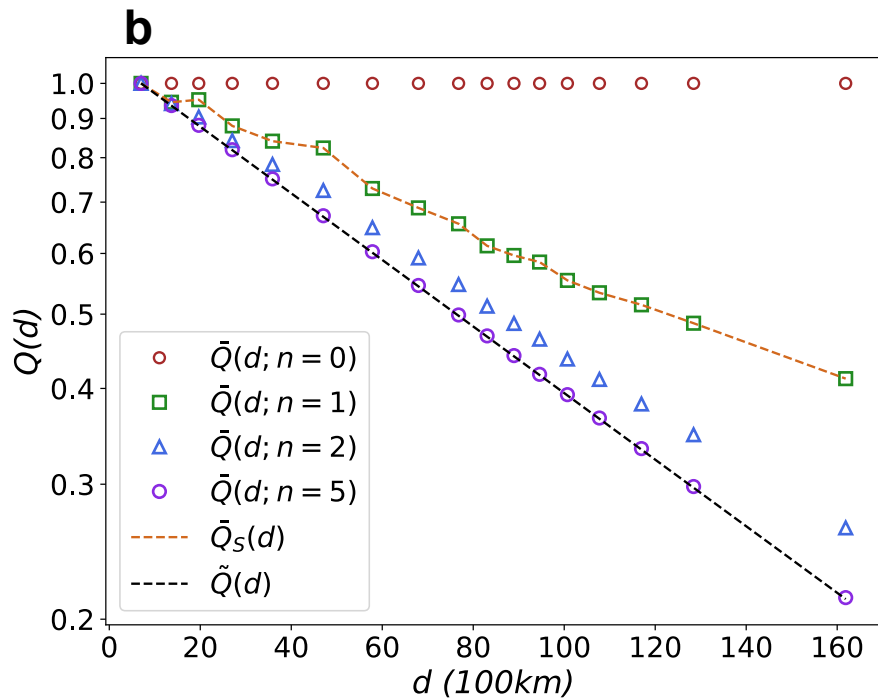 b
Q(d)
1.0
0.9
0.8
0.7
0.6
0.5
0.4
0.3
0.2
Q̄(d; n = 0)
Q̄(d; n = 1)
Q̄(d; n = 2)
Q̄(d; n = 5)
Q̄_S(d)
Q̃(d)
0 20 40 60 80 100 120 140 160
d (100km)